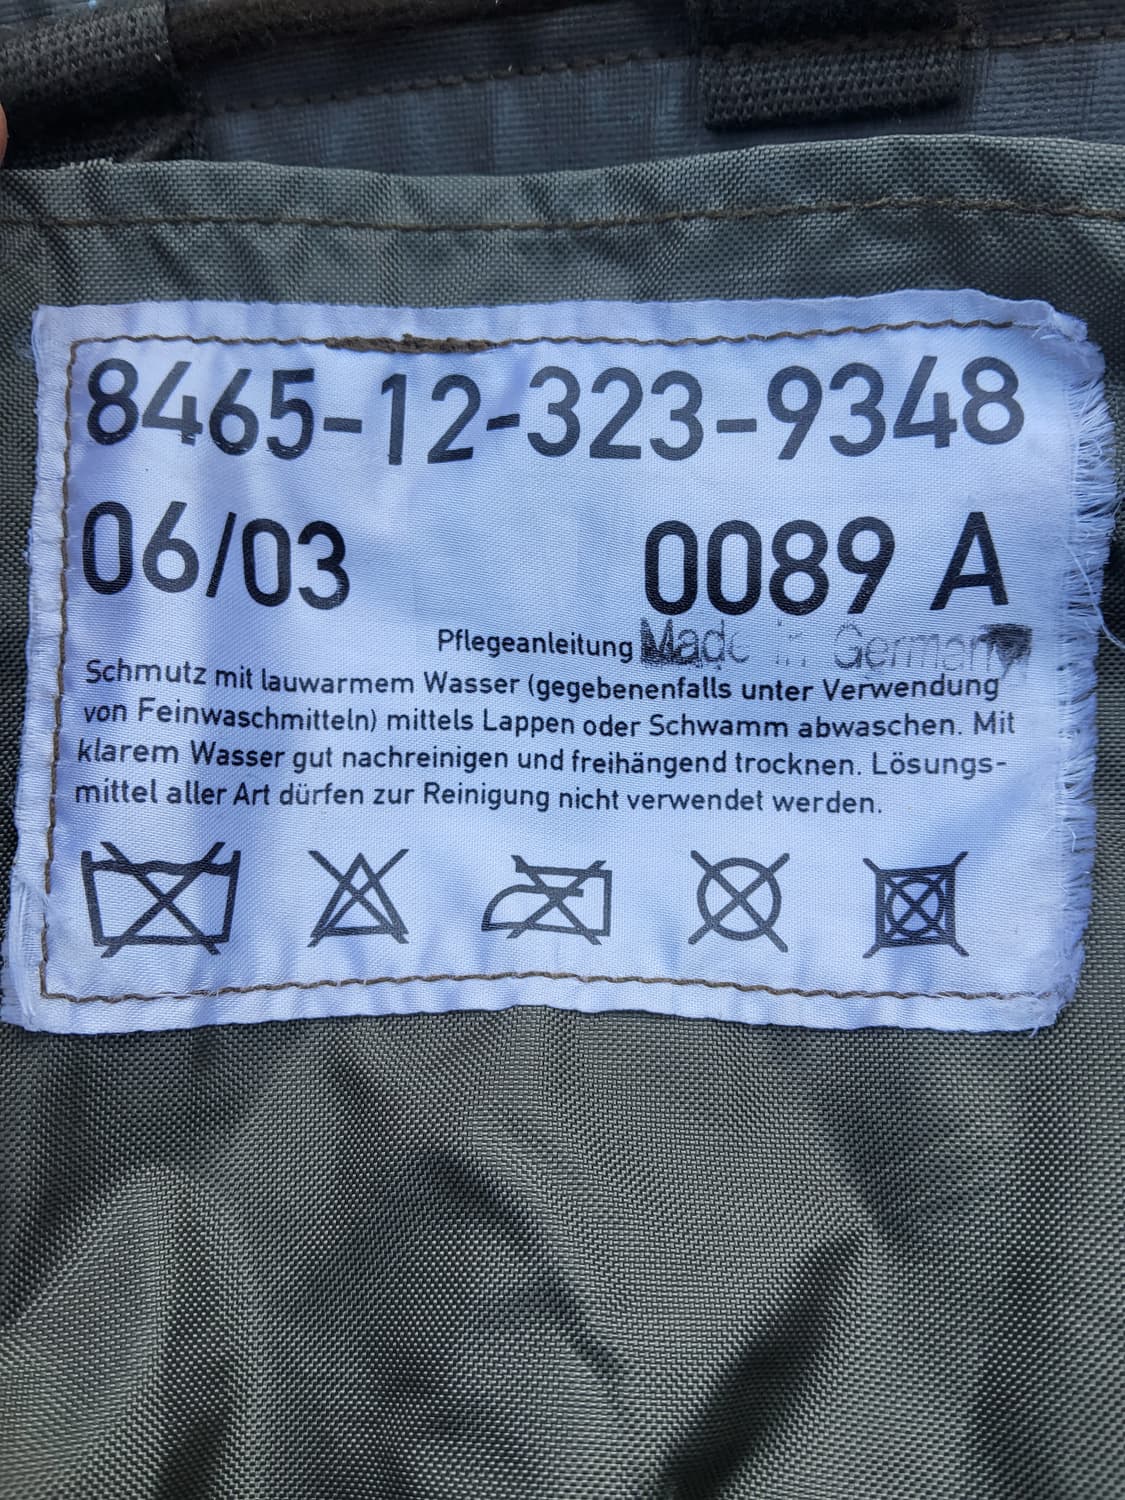 8465-12-323-9348
06/03 0089 A
Pflegeanleitung Made in Germany
Schmutz mit lauwarmem Wasser (gegebenenfalls unter Verwendung
von Feinwaschmitteln) mittels Lappen oder Schwamm abwaschen. Mit
klarem Wasser gut nachreinigen und freihängend trocknen. Lösungs-
mittel aller Art dürfen zur Reinigung nicht verwendet werden.